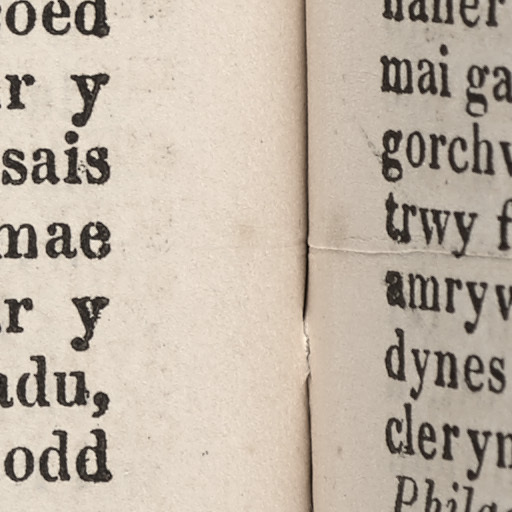 oed
r y
sais
mae
r y
adu,
odd
haner
mai ga
gorchv
trwy f
amryw
dynes
cleryn
Phila